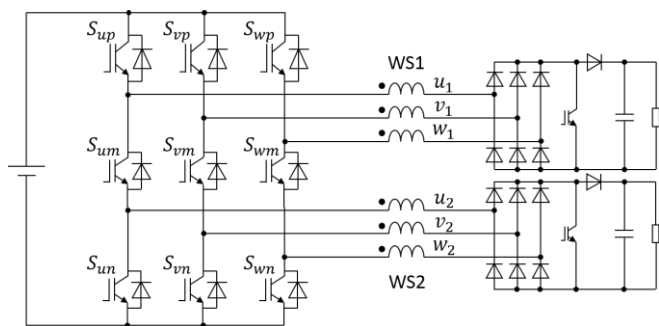 S_up S_vp S_wp
WS1
u_1
v_1
w_1
S_um S_vm S_wm
u_2
v_2
w_2
S_un S_vn S_wn
WS2